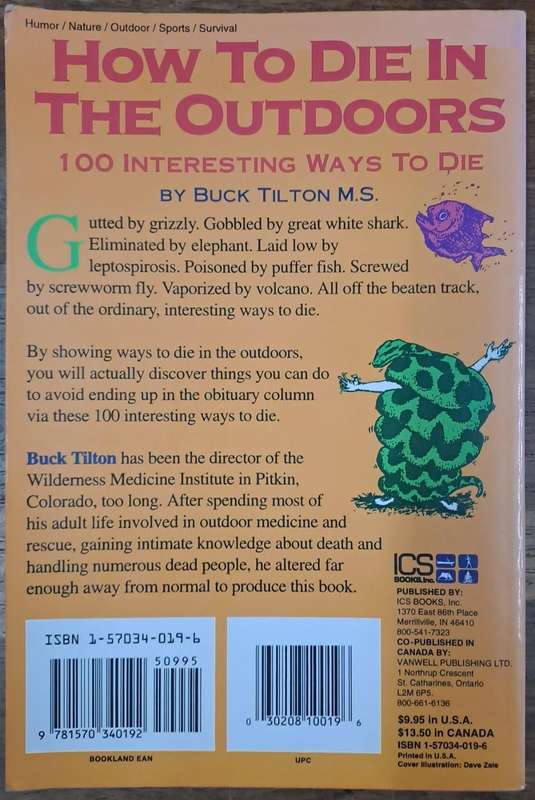 Humor / Nature / Outdoor / Sports / Survival
HOW TO DIE IN
THE OUTDOORS
100 INTERESTING WAYS TO DIE
BY BUCK TILTON M.S.
Gutted by grizzly. Gobbled by great white shark.
Eliminated by elephant. Laid low by
leptospirosis. Poisoned by puffer fish. Screwed
by screwworm fly. Vaporized by volcano. All off the beaten track,
out of the ordinary, interesting ways to die.
By showing ways to die in the outdoors,
you will actually discover things you can do
to avoid ending up in the obituary column
via these 100 interesting ways to die.
Buck Tilton has been the director of the
Wilderness Medicine Institute in Pitkin,
Colorado, too long. After spending most of
his adult life involved in outdoor medicine and
rescue, gaining intimate knowledge about death and
handling numerous dead people, he altered far
enough away from normal to produce this book.
ICS
BOOKS, Inc.
PUBLISHED BY:
ICS BOOKS, Inc.
1370 East 86th Place
Merrillville, IN 46410
800-541-7323
CO-PUBLISHED IN
CANADA BY:
VANWELL PUBLISHING LTD.
1 Northrup Crescent
St. Catharines, Ontario
L2M 6P5.
800-661-6136
$9.95 in U.S.A.
$13.50 in CANADA
ISBN 1-57034-019-6
Printed in U.S.A.
Cover Illustration: Dave Zale
ISBN 1-57034-019-6
50995
9 781570 340192
BOOKLAND EAN
0 30208 10019 6
UPC